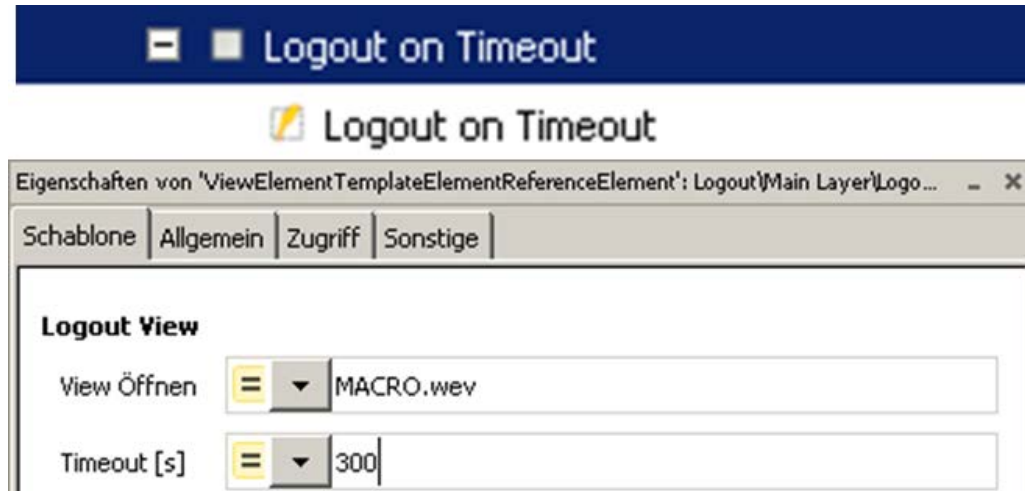 Logout on Timeout
Logout on Timeout
Eigenschaften von 'ViewElementTemplateElementReferenceElement': Logout\Main Layer\Logo...
Schablone Allgemein Zugriff Sonstige
Logout View
View Öffnen = MACRO.wev
Timeout [s] = 300